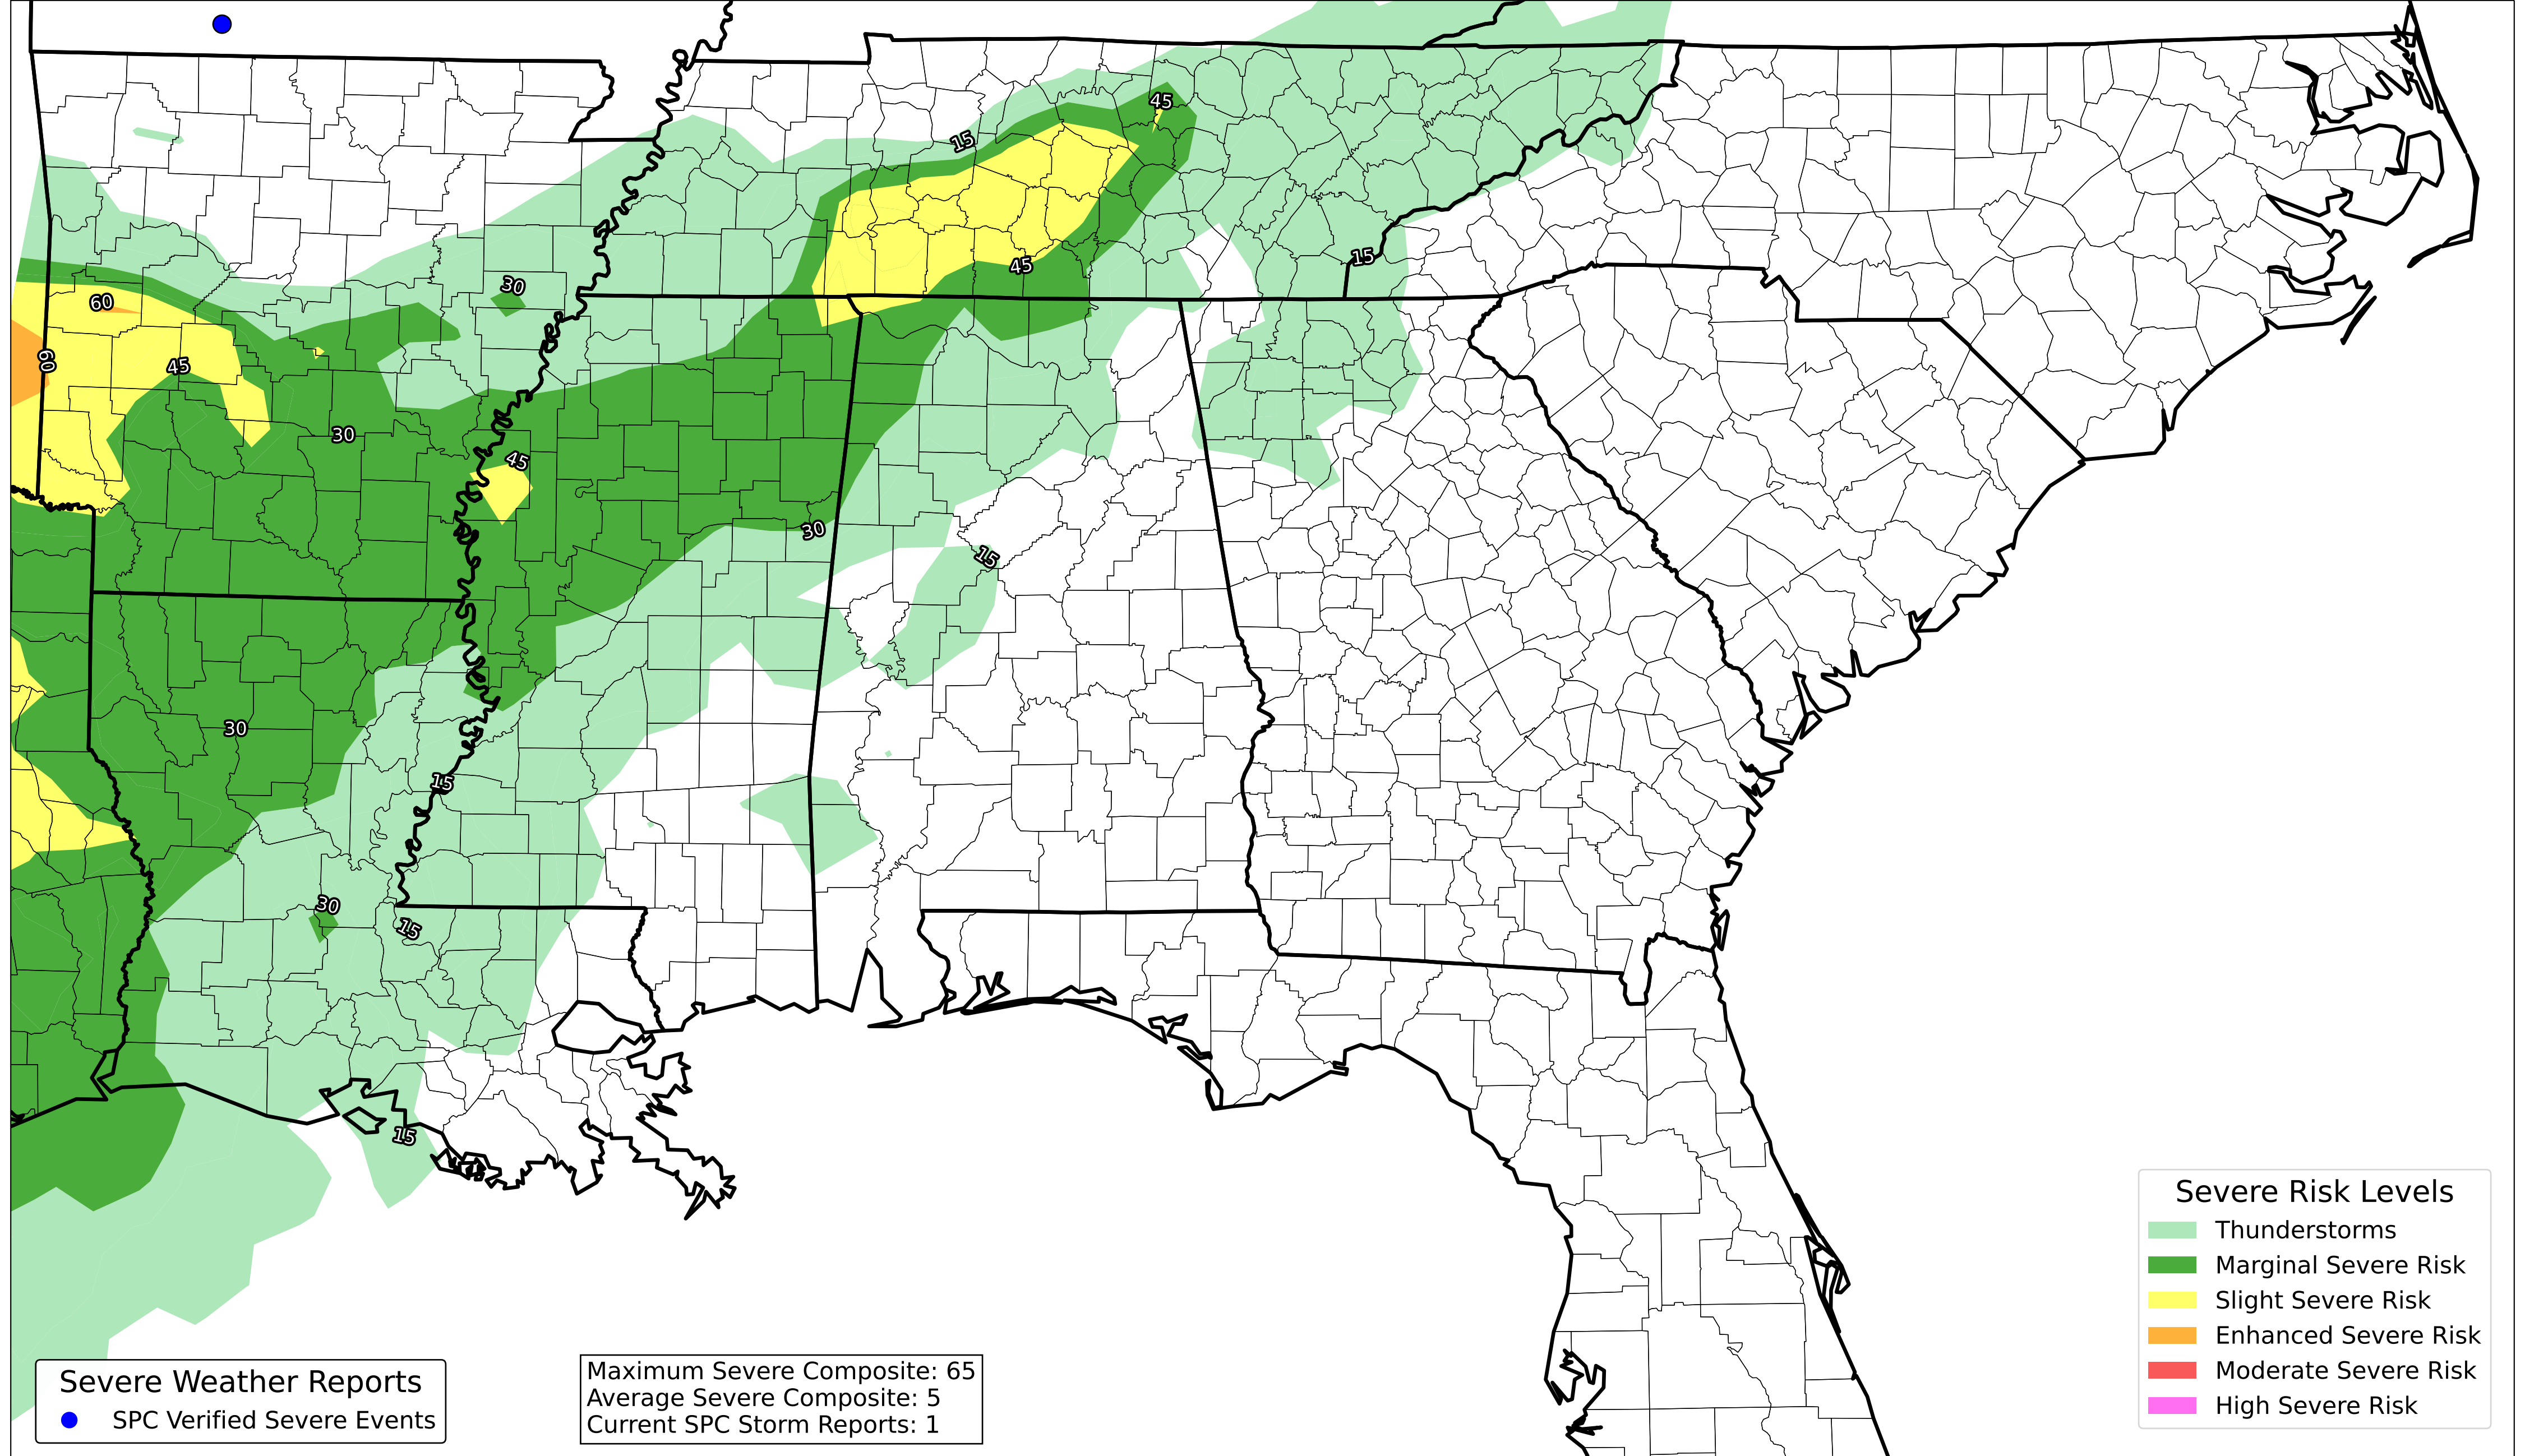 45
15
15
45
30
60
60
45
30
45
30
15
30
15
30
15
15
Severe Risk Levels
Thunderstorms
Marginal Severe Risk
Slight Severe Risk
Enhanced Severe Risk
Moderate Severe Risk
High Severe Risk
Severe Weather Reports
SPC Verified Severe Events
Maximum Severe Composite: 65
Average Severe Composite: 5
Current SPC Storm Reports: 1